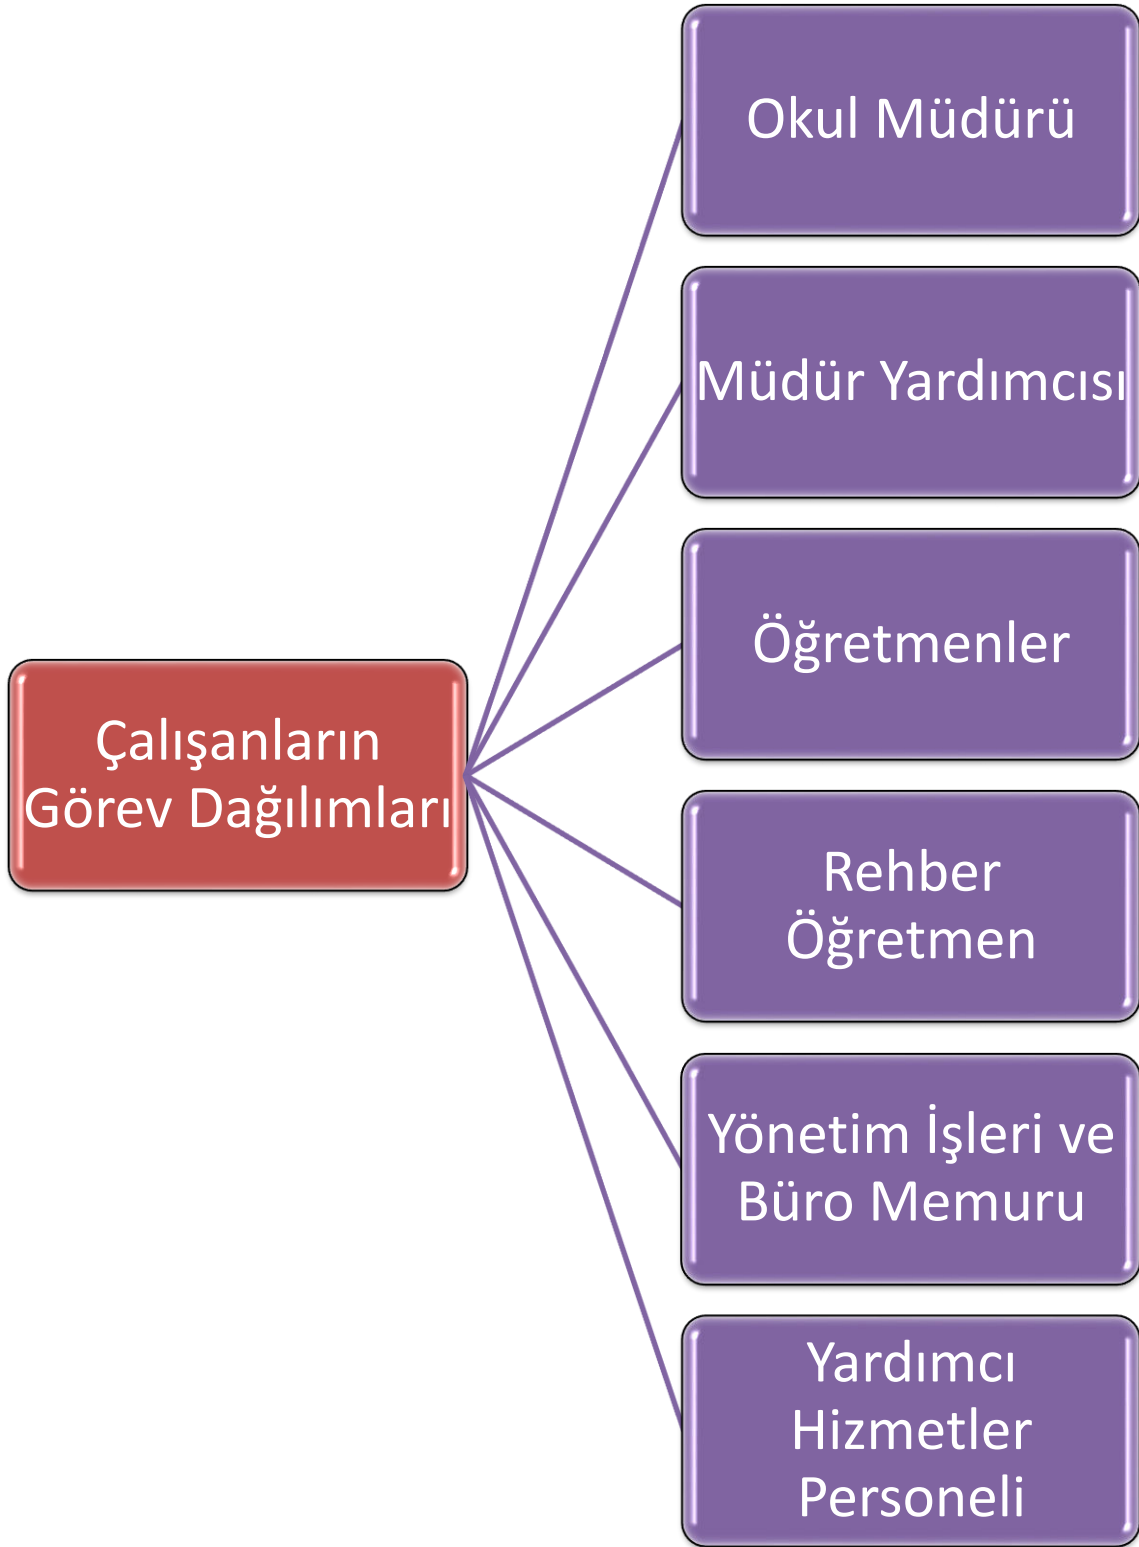 Okul Müdürü
Müdür Yardımcısı
Öğretmenler
Çalışanların
Görev Dağılımları
Rehber
Öğretmen
Yönetim İşleri ve
Büro Memuru
Yardımcı
Hizmetler
Personeli